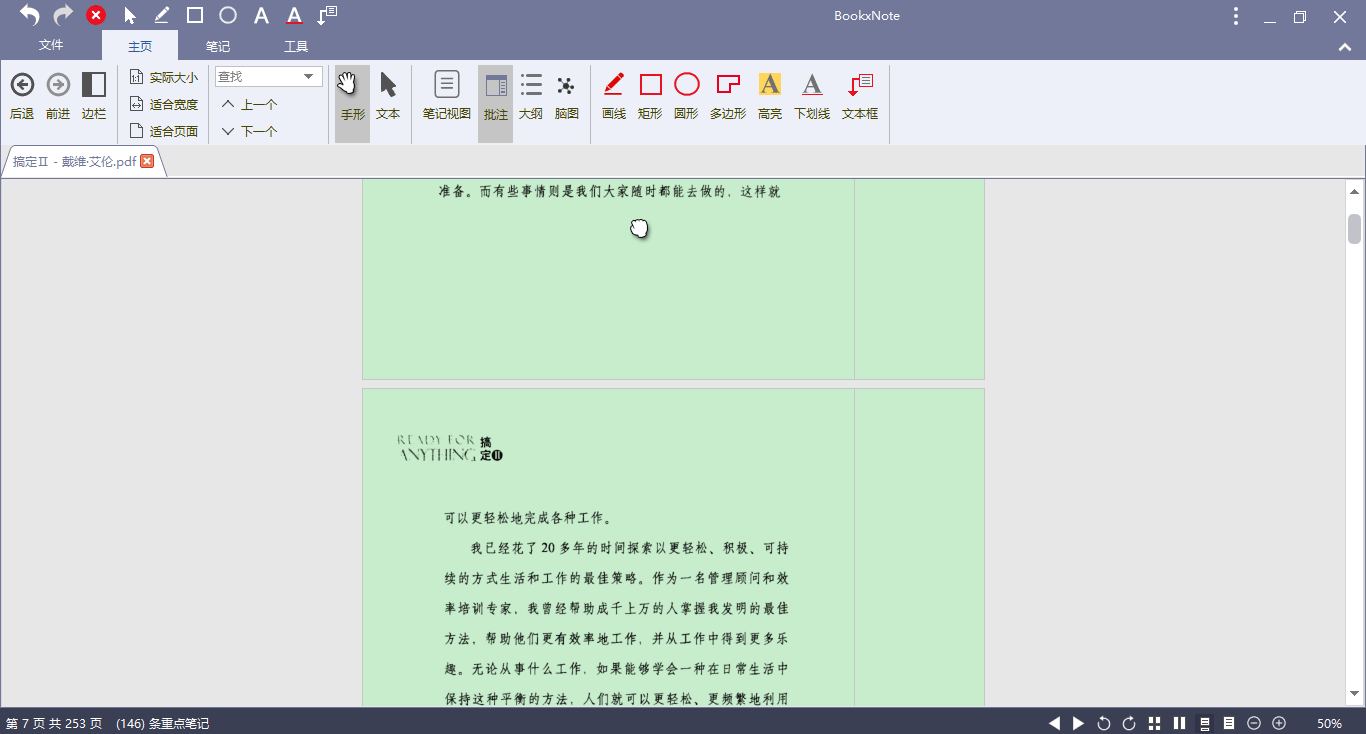 BookxNote
文件 主页 笔记 工具
后退 前进 边栏
1:1 实际大小
适合宽度
适合页面
查找
上一个
下一个
手形 文本
笔记视图 批注 大纲 脑图
画线 矩形 圆形 多边形 高亮 下划线 文本框
搞定Ⅱ - 戴维·艾伦.pdf
准备。而有些事情则是我们大家随时都能去做的，这样就
READY FOR 搞
ANYTHING 定Ⅱ
可以更轻松地完成各种工作。
我已经花了 20 多年的时间探索以更轻松、积极、可持
续的方式生活和工作的最佳策略。作为一名管理顾问和效
率培训专家，我曾经帮助成千上万的人掌握我发明的最佳
方法，帮助他们更有效率地工作，并从工作中得到更多乐
趣。无论从事什么工作，如果能够学会一种在日常生活中
保持这种平衡的方法，人们就可以更轻松、更频繁地利用
第 7 页 共 253 页 (146) 条重点笔记
50%